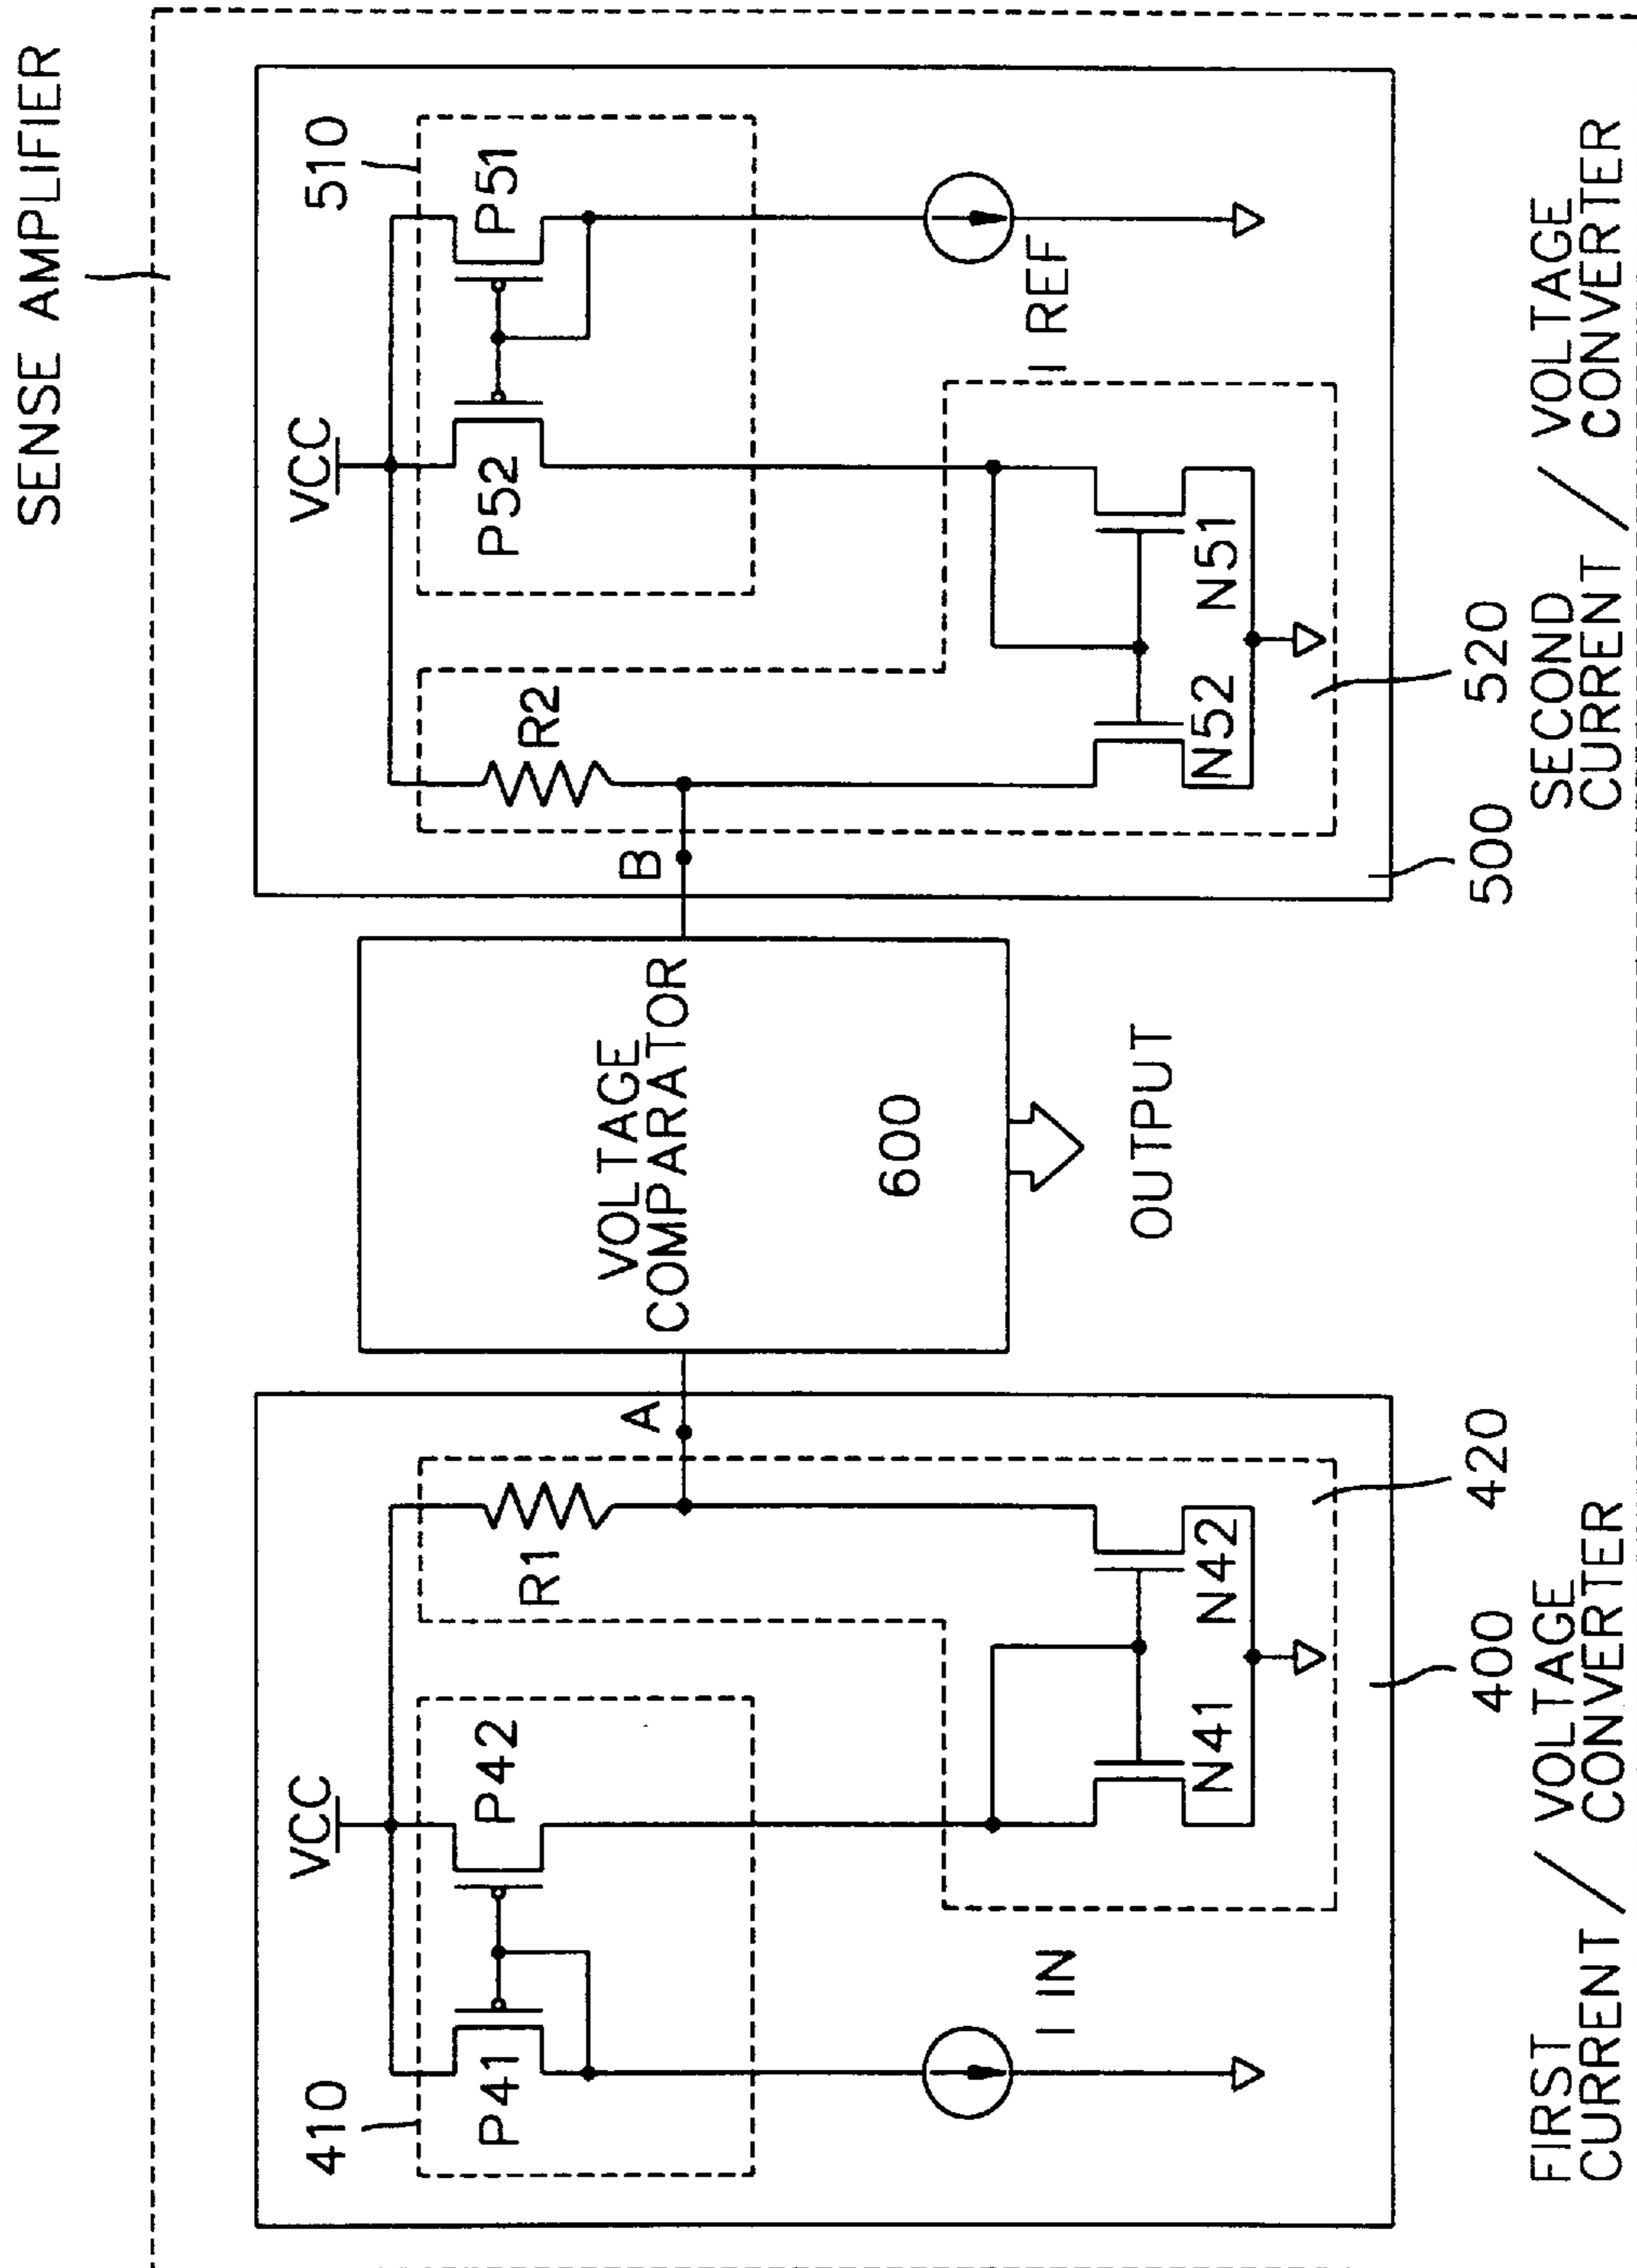 SENSE AMPLIFIER
410
P41
VCC
P42
R1
A
I IN
N41
N42
400
420
FIRST
CURRENT / VOLTAGE
CONVERTER
VOLTAGE
COMPARATOR
600
OUTPUT
B
R2
VCC
P52
P51
510
I REF
N52
N51
500
520
SECOND
CURRENT / VOLTAGE
CONVERTER